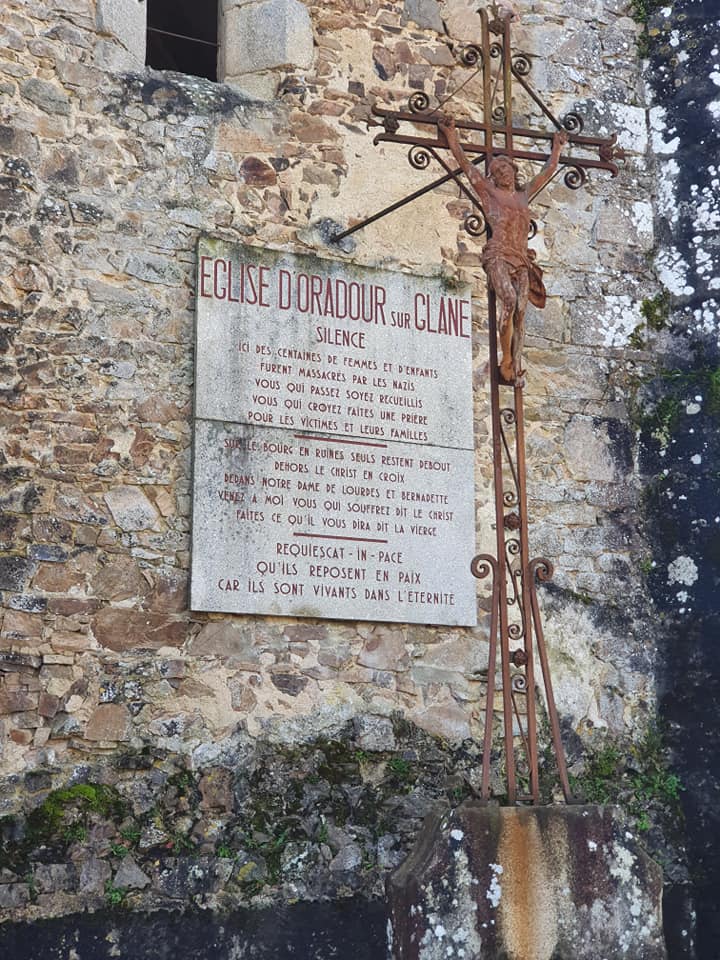 EGLISE D'ORADOUR SUR GLANE
SILENCE
ICI DES CENTAINES DE FEMMES ET D'ENFANTS
FURENT MASSACRÉS PAR LES NAZIS
VOUS QUI PASSEZ SOYEZ RECUEILLIS
VOUS QUI CROYEZ FAITES UNE PRIÈRE
POUR LES VICTIMES ET LEURS FAMILLES
SUR LE BOURG EN RUINES SEULS RESTENT DEBOUT
DEHORS LE CHRIST EN CROIX
DEDANS NOTRE DAME DE LOURDES ET BERNADETTE
VENEZ A MOI VOUS QUI SOUFFREZ DIT LE CHRIST
FAITES CE QU'IL VOUS DIRA DIT LA VIERGE
REQUIESCAT-IN-PACE
QU'ILS REPOSENT EN PAIX
CAR ILS SONT VIVANTS DANS L'ÉTERNITÉ